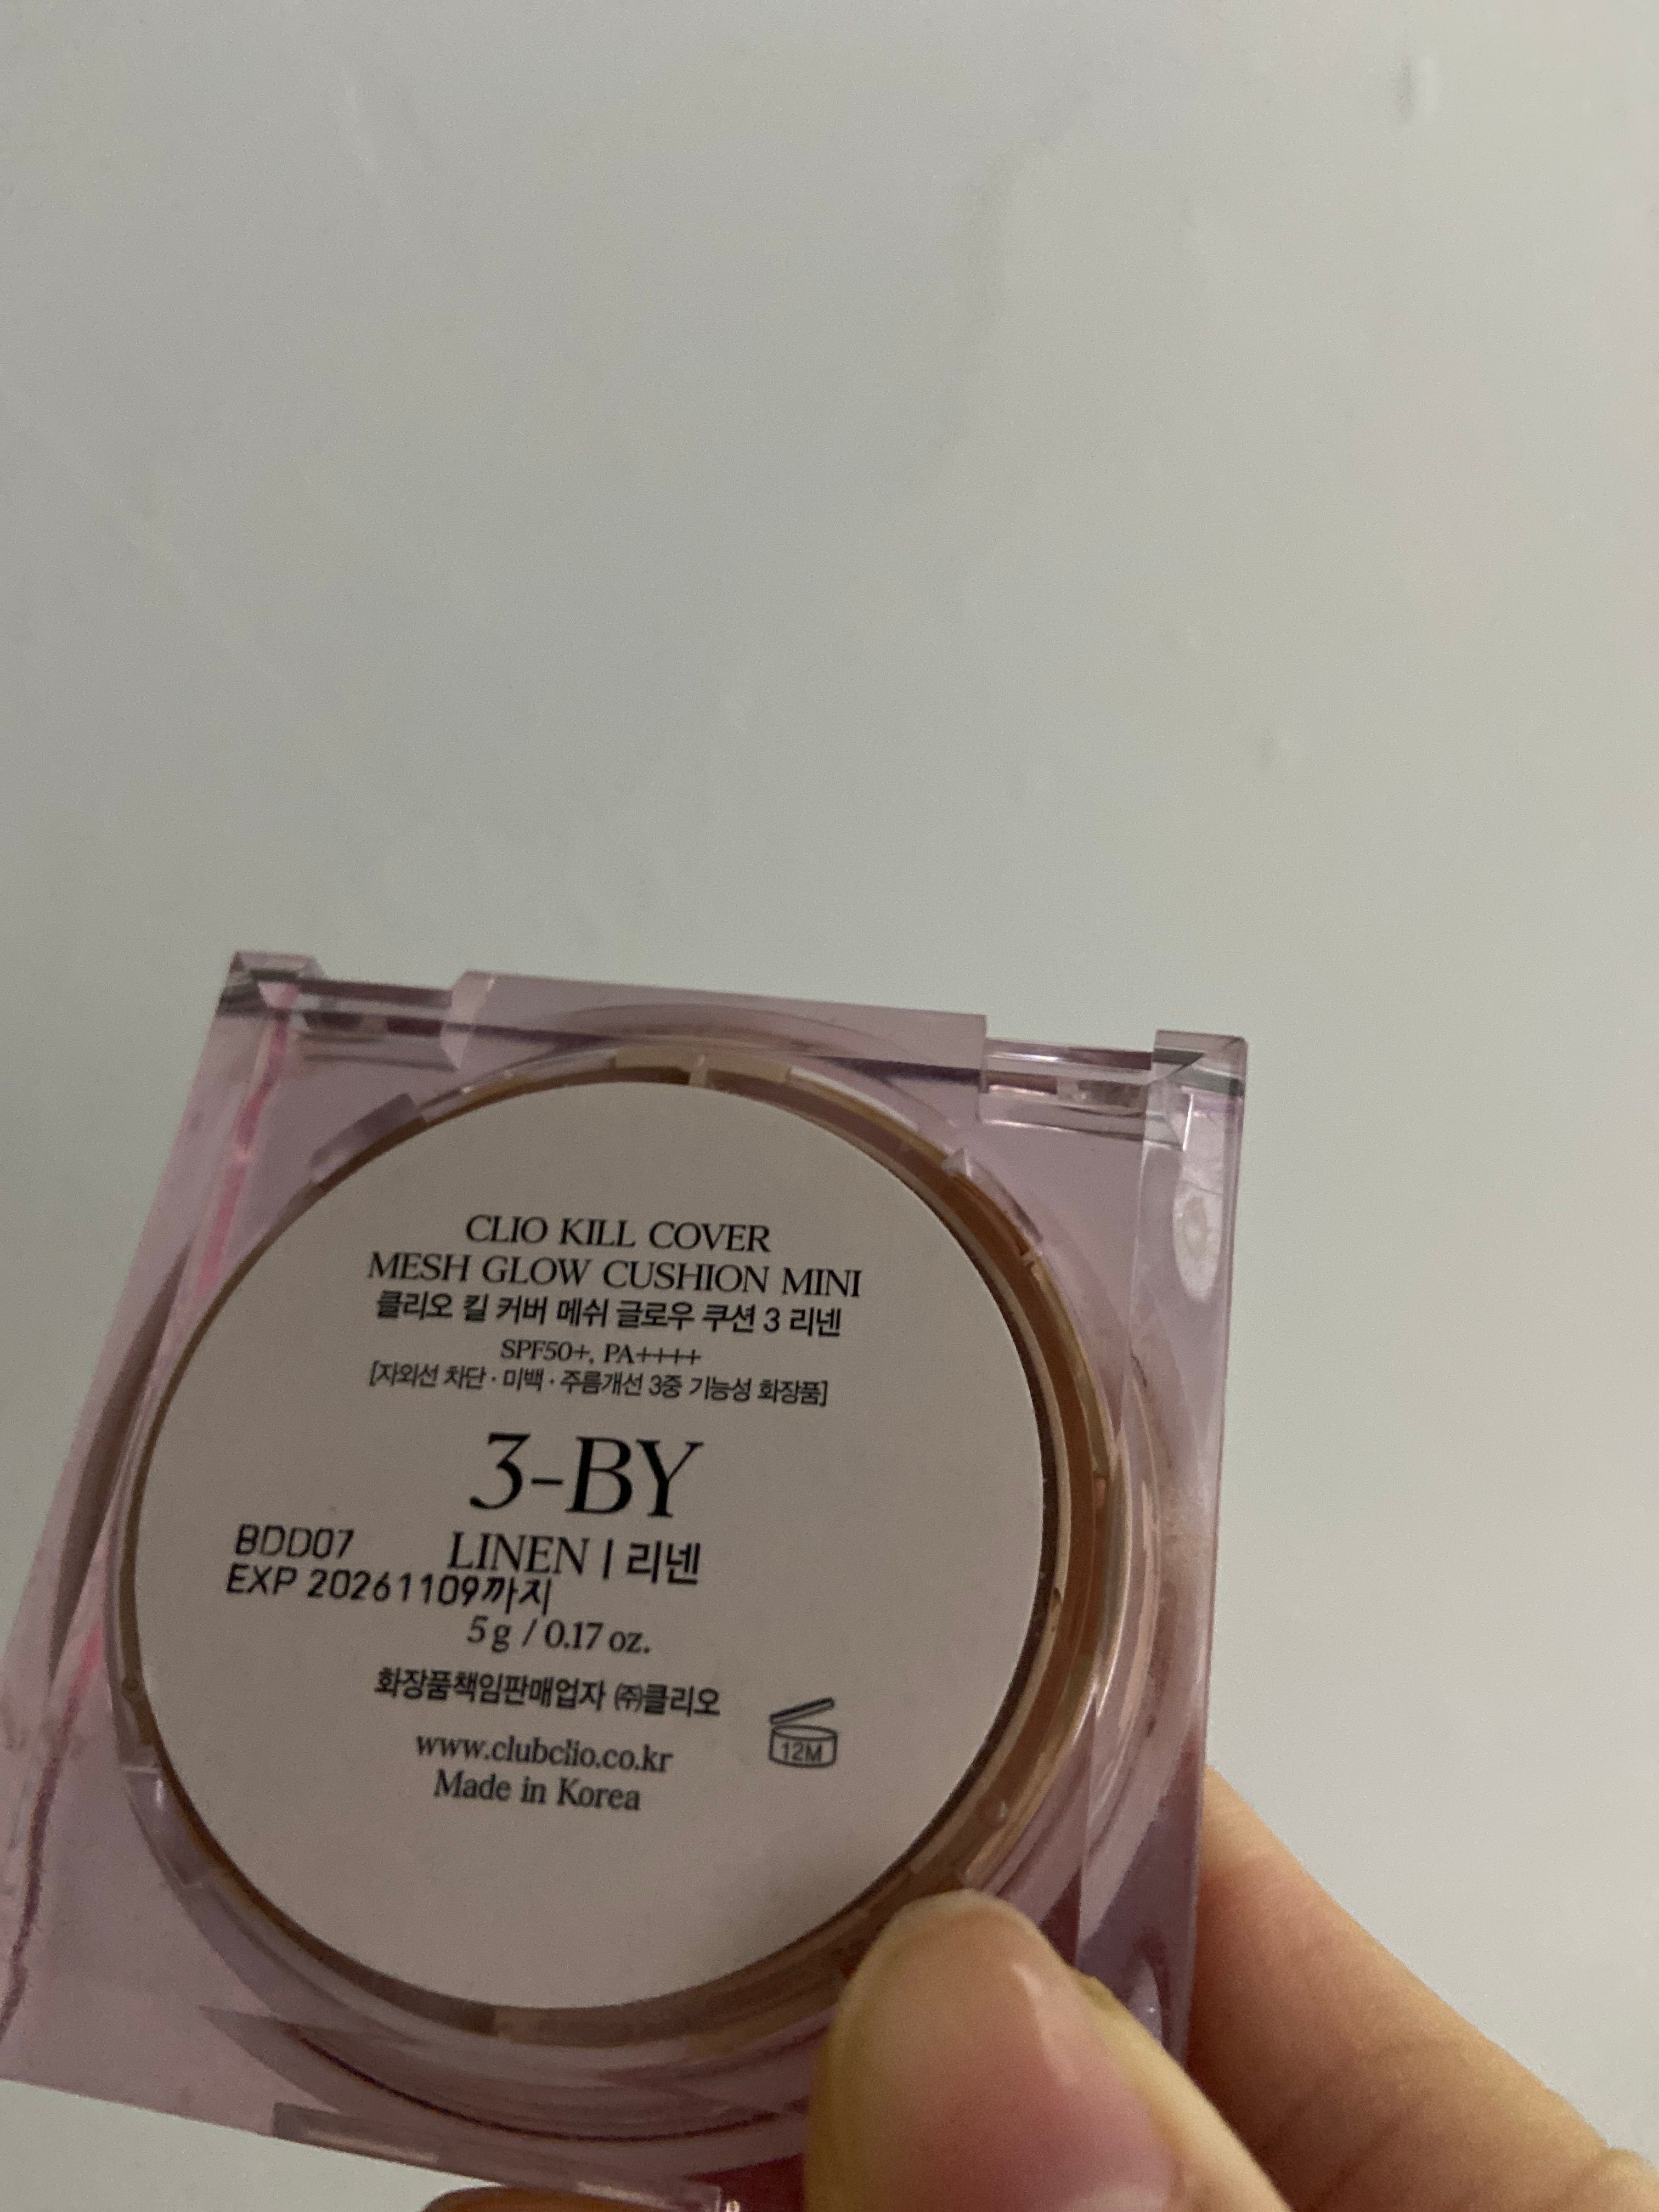 CLIO KILL COVER
MESH GLOW CUSHION MINI
클리오 킬 커버 메쉬 글로우 쿠션 3 리넨
SPF50+, PA++++
[자외선 차단 · 미백 · 주름개선 3중 기능성 화장품]
3-BY
LINEN | 리넨
BDD07
EXP 20261109까지
5 g / 0.17 oz.
화장품책임판매업자 ㈜클리오
12M
www.clubclio.co.kr
Made in Korea